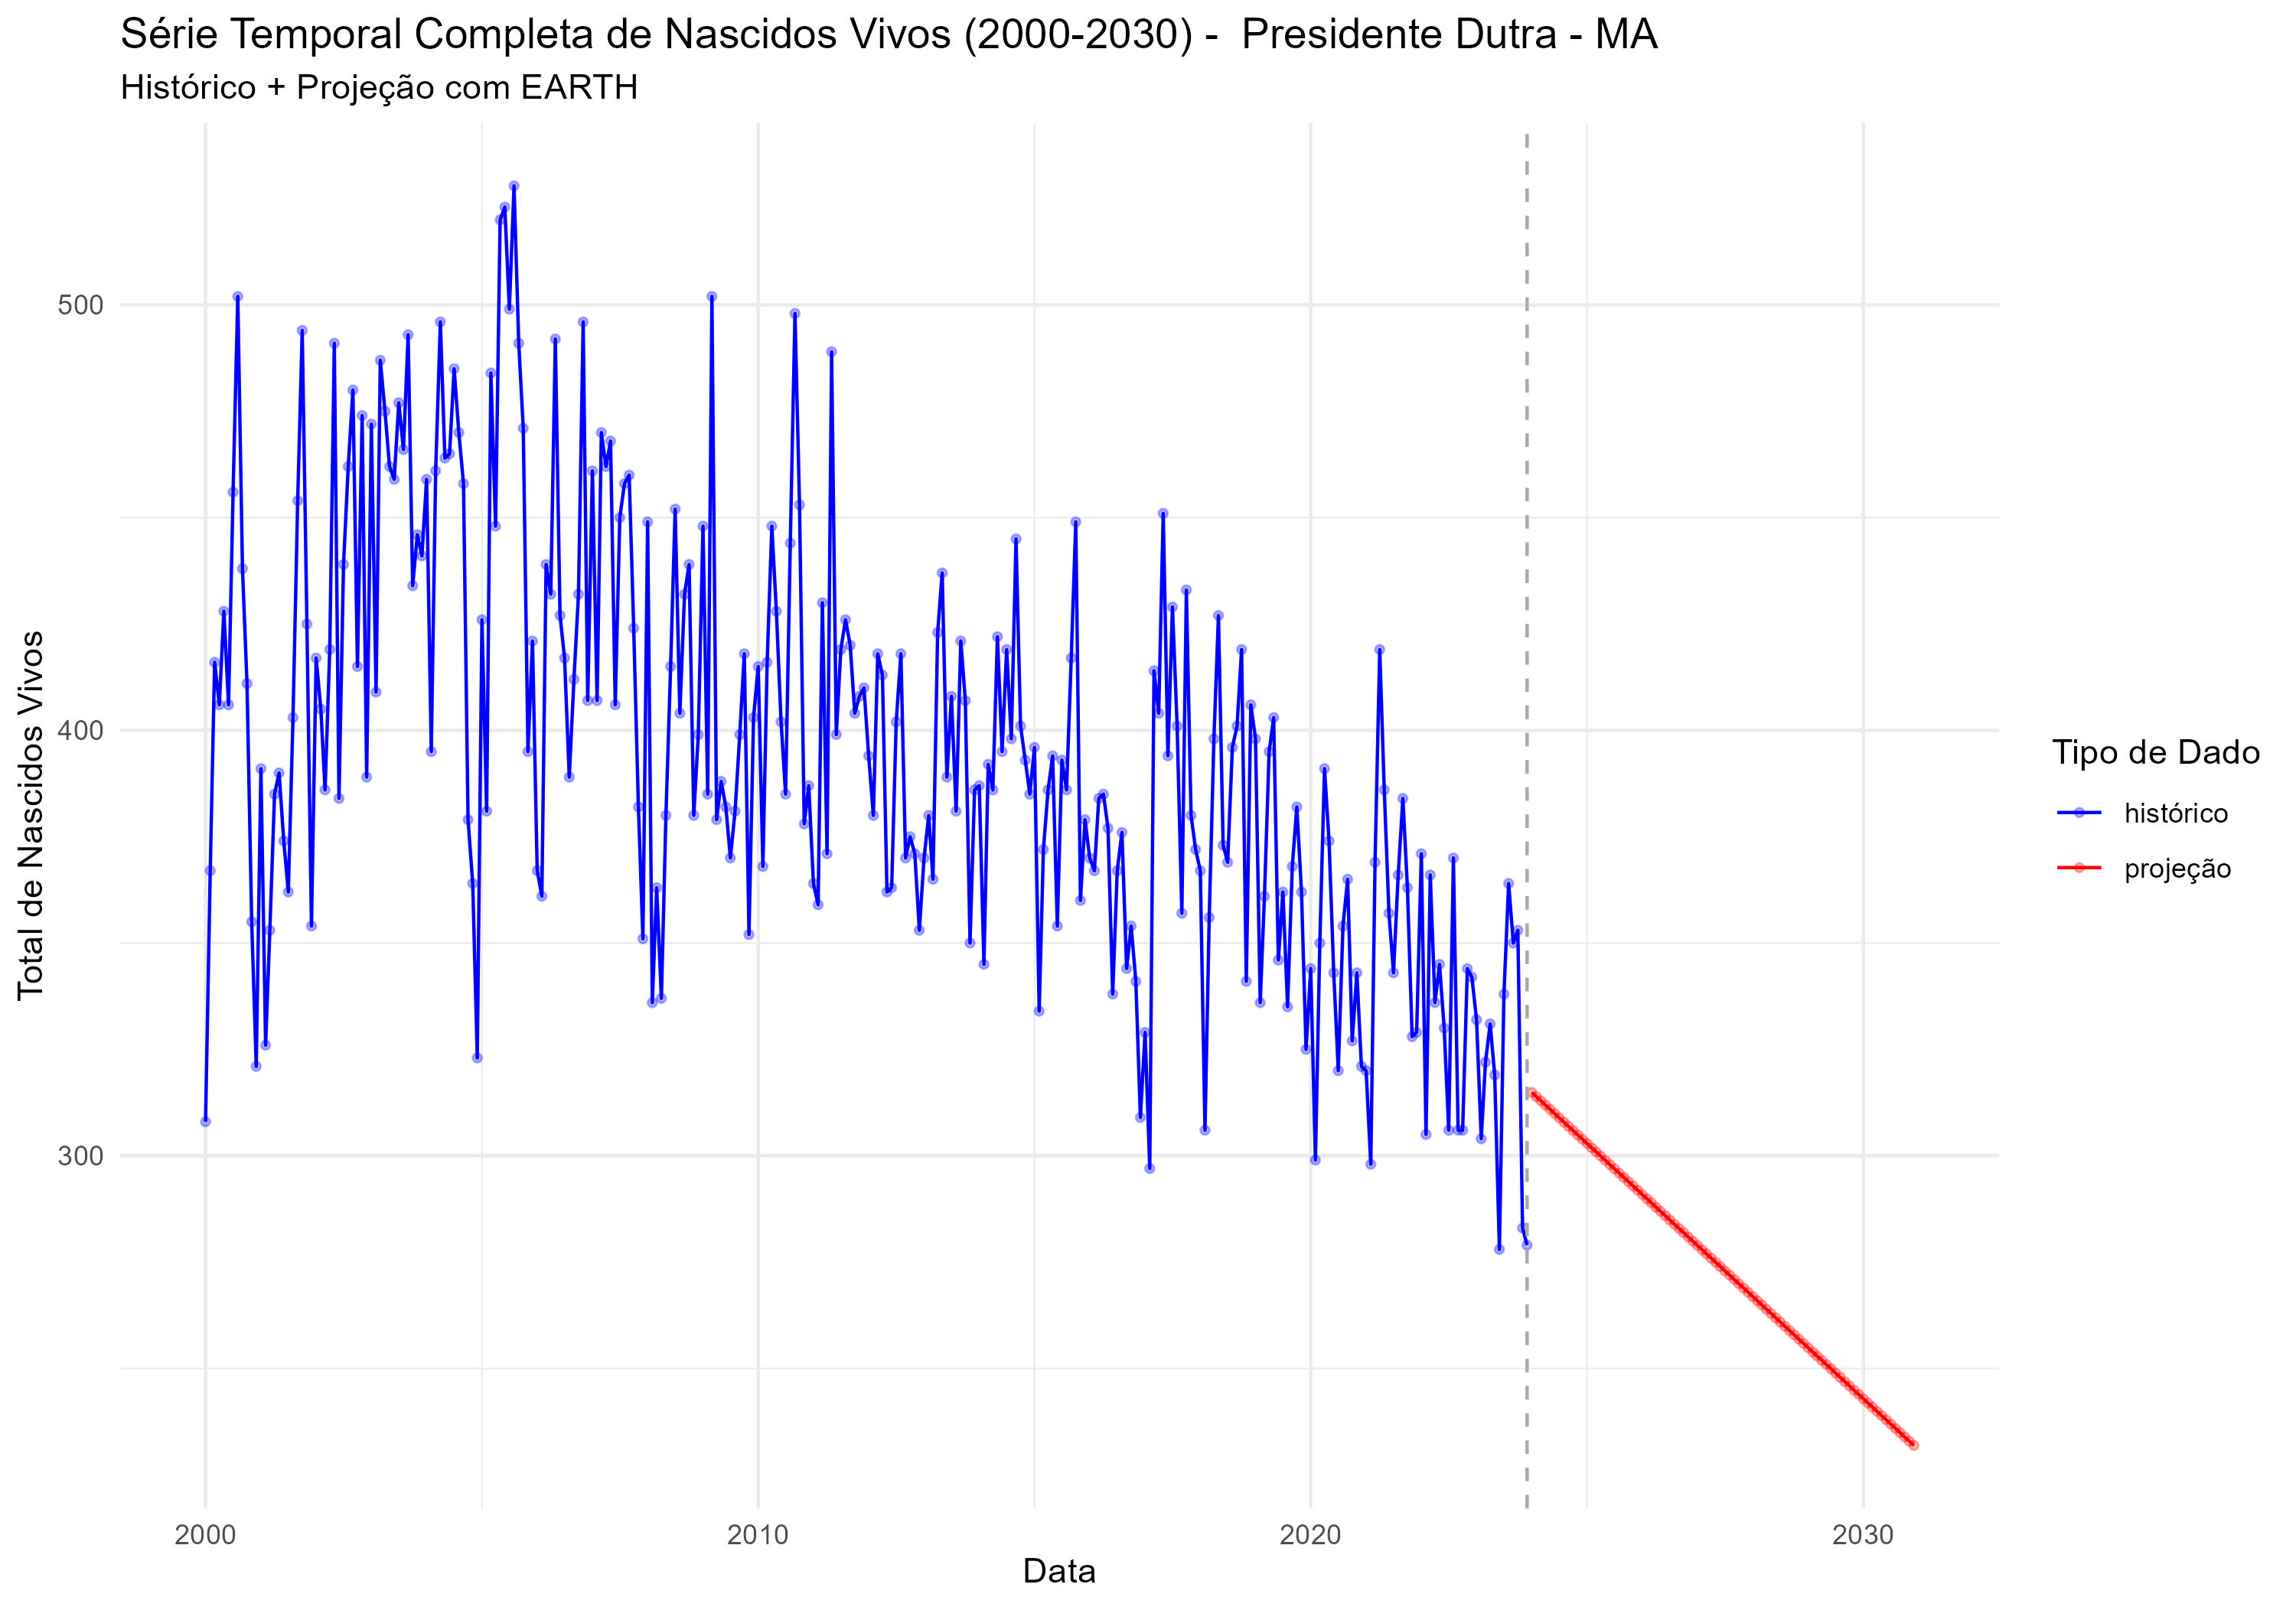 Série Temporal Completa de Nascidos Vivos (2000-2030) -  Presidente Dutra - MA
Histórico + Projeção com EARTH
Total de Nascidos Vivos
500
400
300
2000
2010
2020
2030
Data
Tipo de Dado
histórico
projeção